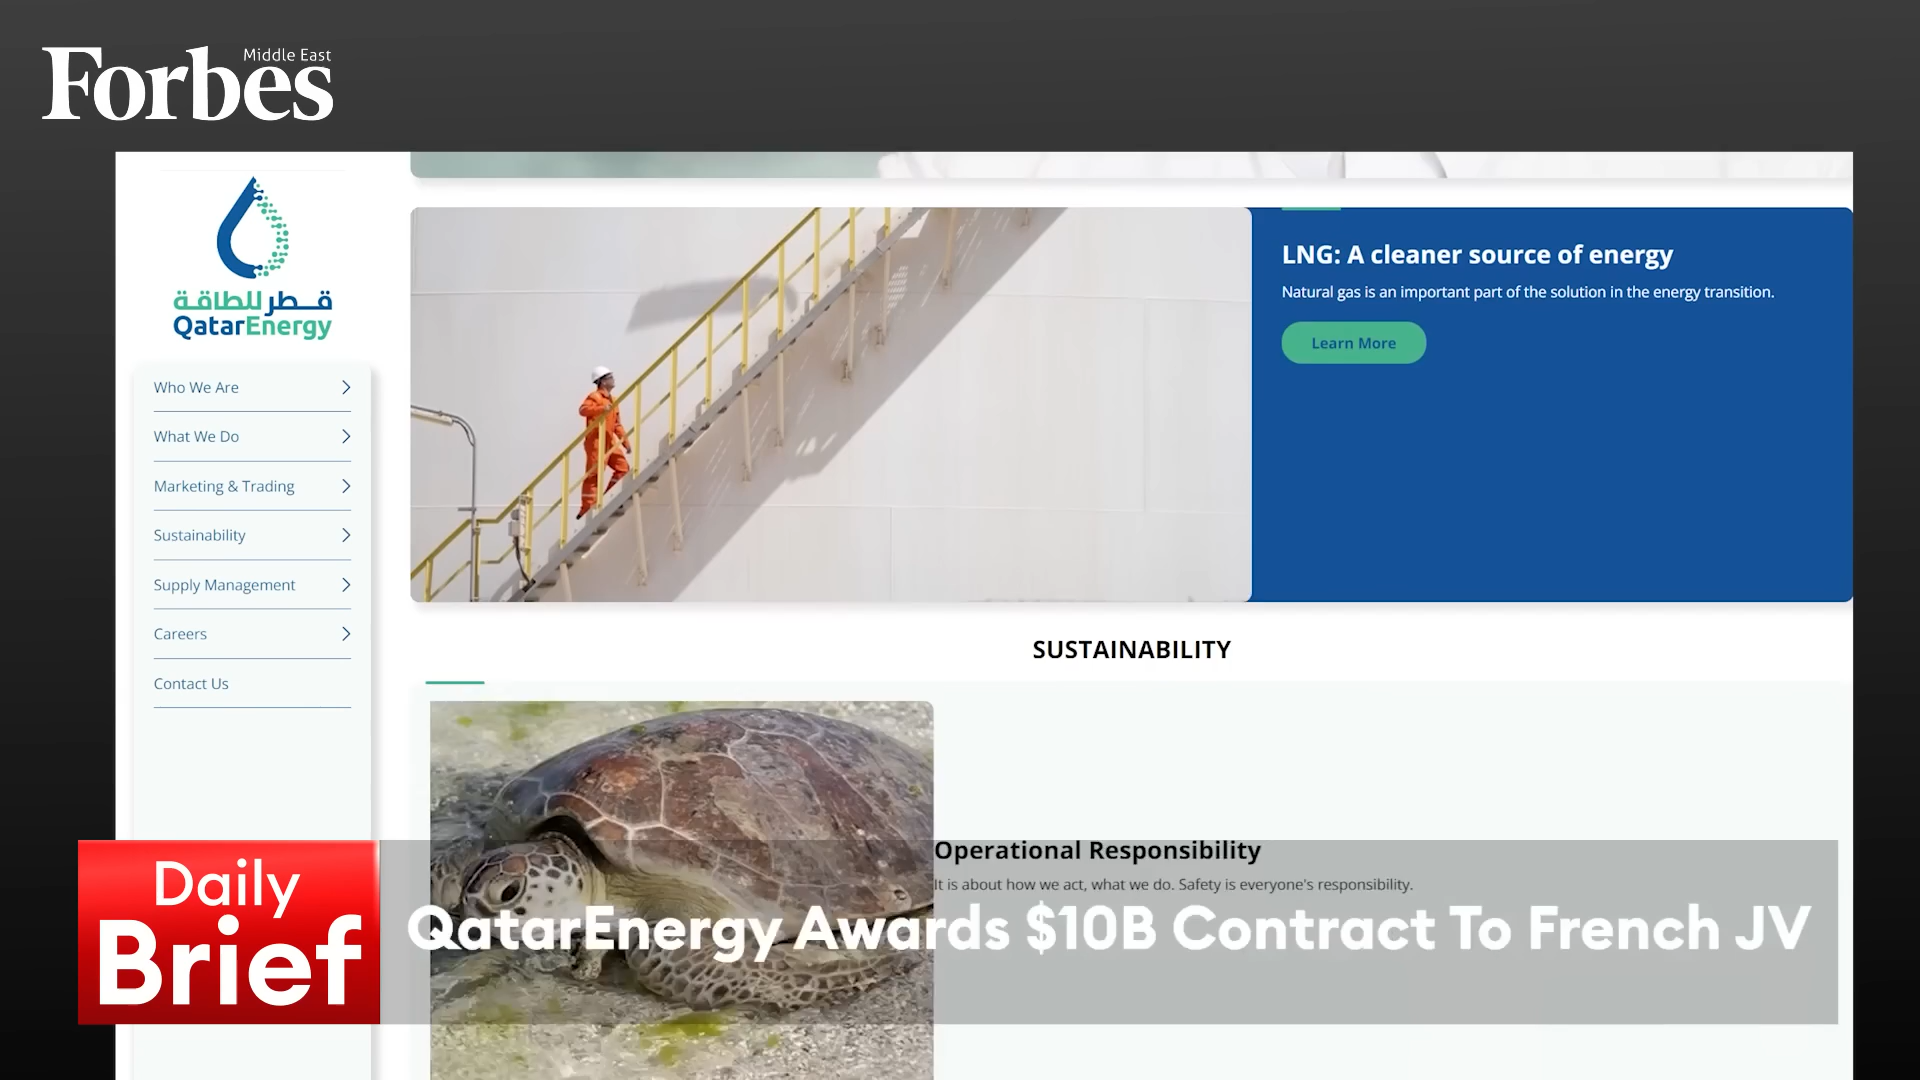 Middle East
Forbes
قطر للطاقة
QatarEnergy
Who We Are
What We Do
Marketing & Trading
Sustainability
Supply Management
Careers
Contact Us
LNG: A cleaner source of energy
Natural gas is an important part of the solution in the energy transition.
Learn More
SUSTAINABILITY
Operational Responsibility
It is about how we act, what we do. Safety is everyone's responsibility.
Daily
Brief
QatarEnergy Awards $10B Contract To French JV